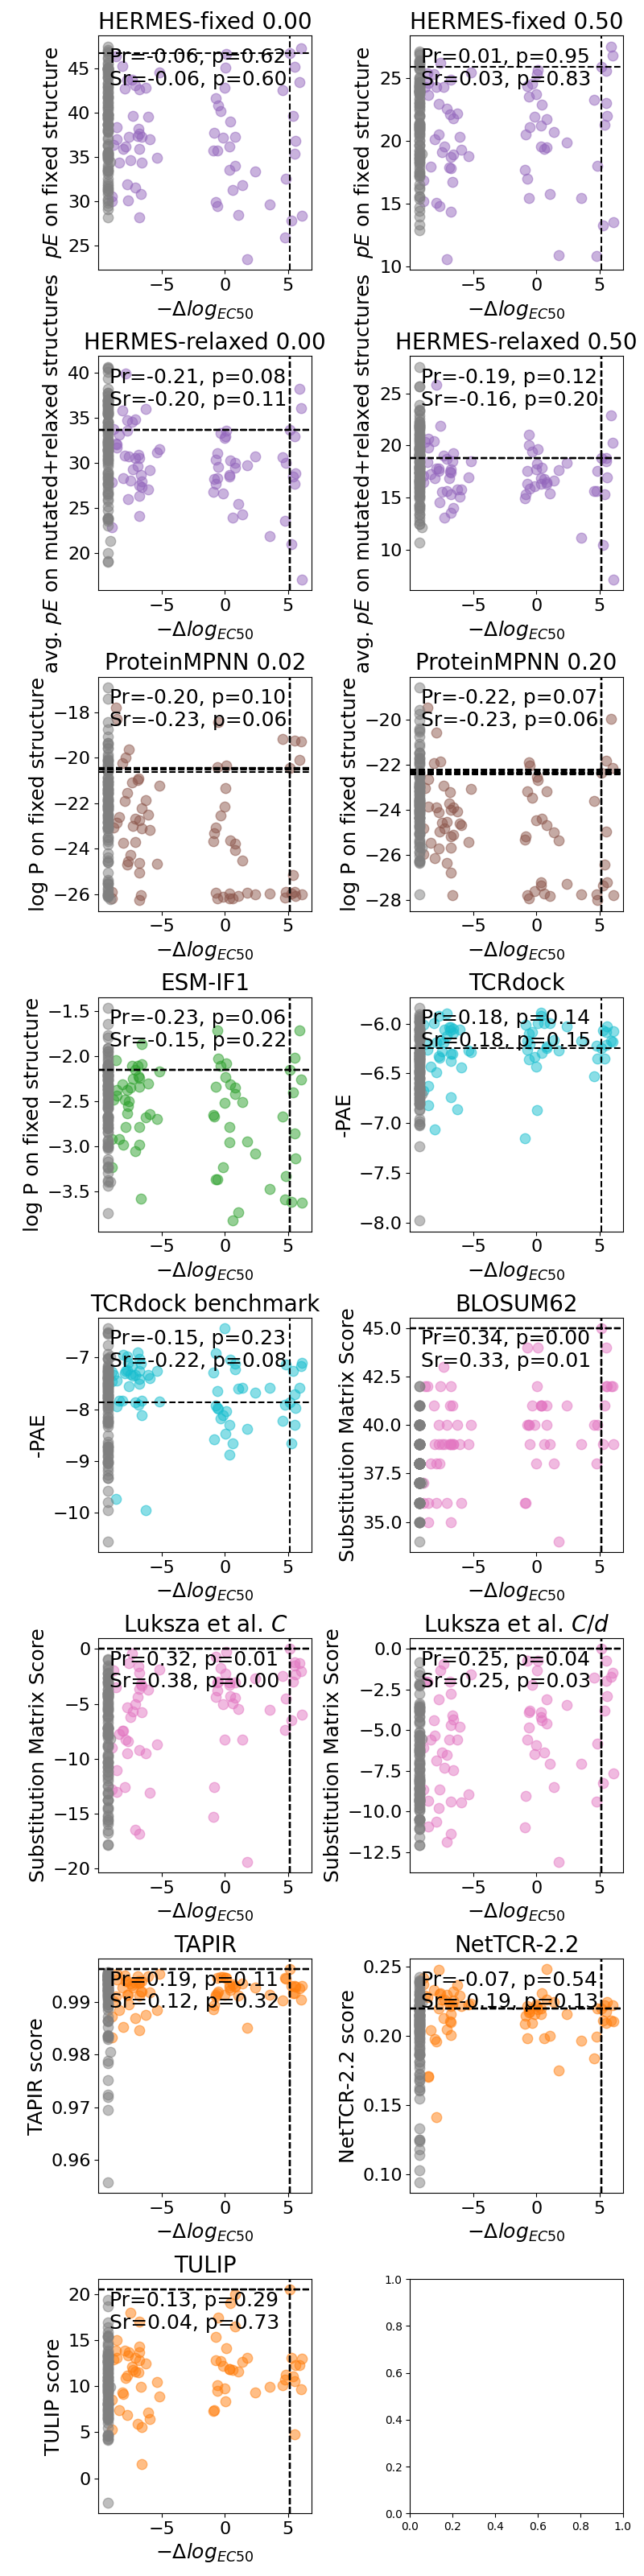 HERMES-fixed 0.00
HERMES-fixed 0.50
Pr=-0.06, p=0.62
Sr=-0.06, p=0.60
pE on fixed structure
45
40
35
30
25
−5
0
5
−Δlog_EC50
Pr=0.01, p=0.95
Sr=0.03, p=0.83
pE on fixed structure
25
20
15
10
−5
0
5
−Δlog_EC50
HERMES-relaxed 0.00
HERMES-relaxed 0.50
Pr=-0.21, p=0.08
Sr=-0.20, p=0.11
avg. pE on mutated+relaxed structures
40
35
30
25
20
−5
0
5
−Δlog_EC50
Pr=-0.19, p=0.12
Sr=-0.16, p=0.20
avg. pE on mutated+relaxed structures
25
20
15
10
−5
0
5
−Δlog_EC50
ProteinMPNN 0.02
ProteinMPNN 0.20
Pr=-0.20, p=0.10
Sr=-0.23, p=0.06
log P on fixed structure
−18
−20
−22
−24
−26
−5
0
5
−Δlog_EC50
Pr=-0.22, p=0.07
Sr=-0.23, p=0.06
log P on fixed structure
−20
−22
−24
−26
−28
−5
0
5
−Δlog_EC50
ESM-IF1
TCRdock
Pr=-0.23, p=0.06
Sr=-0.15, p=0.22
log P on fixed structure
−1.5
−2.0
−2.5
−3.0
−3.5
−5
0
5
−Δlog_EC50
Pr=0.18, p=0.14
Sr=0.18, p=0.15
-PAE
−6.0
−6.5
−7.0
−7.5
−8.0
−5
0
5
−Δlog_EC50
TCRdock benchmark
BLOSUM62
Pr=-0.15, p=0.23
Sr=-0.22, p=0.08
-PAE
−7
−8
−9
−10
−5
0
5
−Δlog_EC50
Pr=0.34, p=0.00
Sr=0.33, p=0.01
Substitution Matrix Score
45.0
42.5
40.0
37.5
35.0
−5
0
5
−Δlog_EC50
Luksza et al. C
Luksza et al. C/d
Pr=0.32, p=0.01
Sr=0.38, p=0.00
Substitution Matrix Score
0
−5
−10
−15
−20
−5
0
5
−Δlog_EC50
Pr=0.25, p=0.04
Sr=0.25, p=0.03
Substitution Matrix Score
0.0
−2.5
−5.0
−7.5
−10.0
−12.5
−5
0
5
−Δlog_EC50
TAPIR
NetTCR-2.2
Pr=0.19, p=0.11
Sr=0.12, p=0.32
TAPIR score
0.99
0.98
0.97
0.96
−5
0
5
−Δlog_EC50
Pr=-0.07, p=0.54
Sr=-0.19, p=0.13
NetTCR-2.2 score
0.25
0.20
0.15
0.10
−5
0
5
−Δlog_EC50
TULIP
Pr=0.13, p=0.29
Sr=0.04, p=0.73
TULIP score
20
15
10
5
0
−5
0
5
−Δlog_EC50
1.0
0.8
0.6
0.4
0.2
0.0
0.0
0.2
0.4
0.6
0.8
1.0